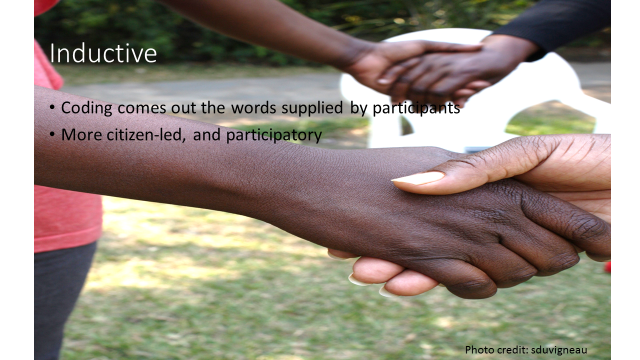 Inductive
• Coding comes out the words supplied by participants
• More citizen-led, and participatory
Photo credit: sduvigneau